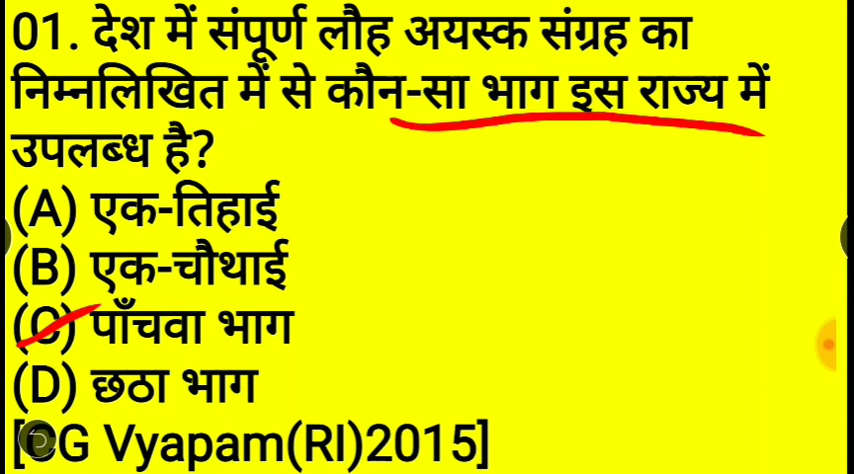 01. देश में संपूर्ण लौह अयस्क संग्रह का
निम्नलिखित में से कौन-सा भाग इस राज्य में
उपलब्ध है?
(A) एक-तिहाई
(B) एक-चौथाई
(C) पाँचवा भाग
(D) छठा भाग
[CG Vyapam(RI)2015]